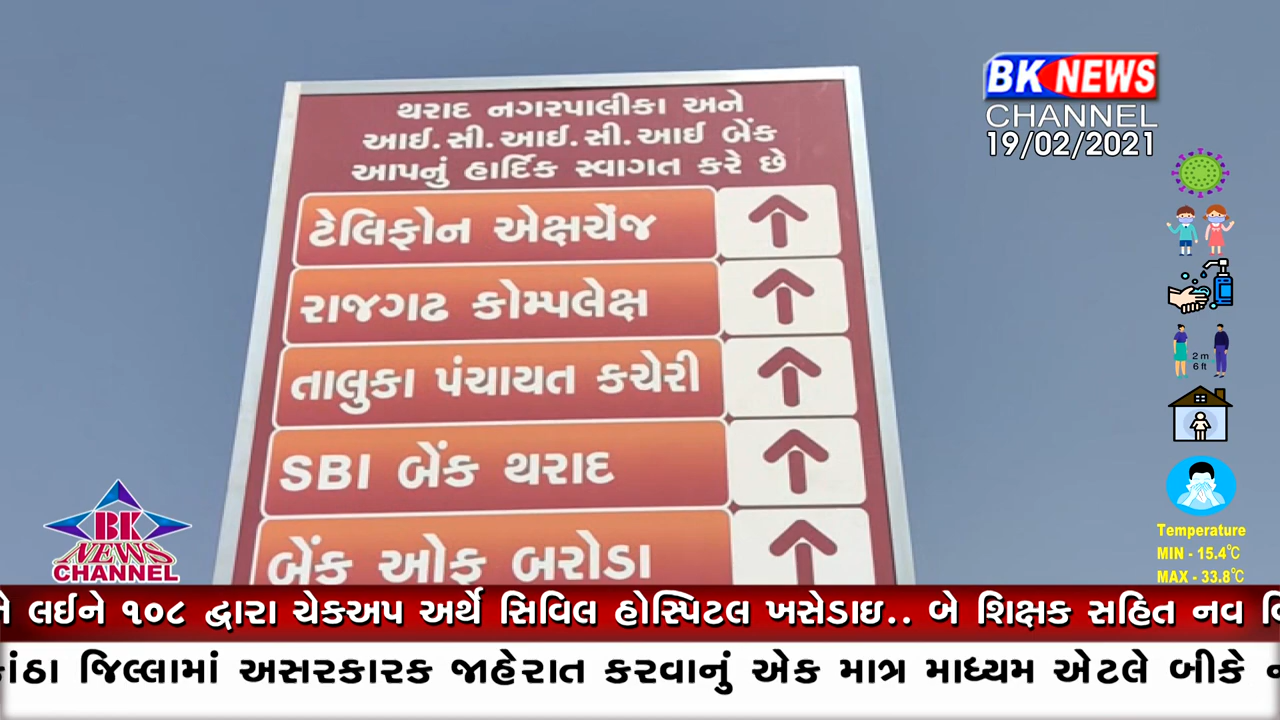 BK NEWS
CHANNEL
19/02/2021
થરાદ નગરપાલીકા અને
આઈ.સી.આઈ.સી.આઈ બેંક
આપનું હાર્દિક સ્વાગત કરે છે
ટેલિફોન એક્ષચેંજ
રાજગઢ કોમ્પલેક્ષ
તાલુકા પંચાયત કચેરી
SBI બેંક થરાદ
બેંક ઓફ બરોડા
2 m
6 ft
BK
NEWS
CHANNEL
Temperature
MIN - 15.4℃
MAX - 33.8℃
લઈને ૧૦૮ દ્વારા ચેકઅપ અર્થે સિવિલ હોસ્પિટલ ખસેડાઇ.. બે શિક્ષક સહિત નવ
જિલ્લામાં અસરકારક જાહેરાત કરવાનું એક માત્ર માધ્યમ એટલે બીકે